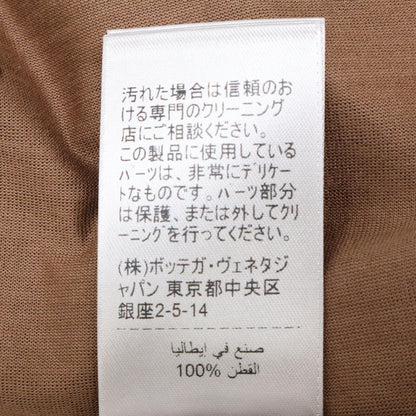 汚れた場合は信頼のお
ける専門のクリーニング
店にご相談ください。
この製品に使用している
パーツは、非常にデリケー
トなものです。パーツ部分
は保護、または外してクリ
ーニングを行ってください。
(株)ボッテガ・ヴェネタジ
ャパン 東京都中央区
銀座2-5-14
صنع في إيطاليا
القطن %100